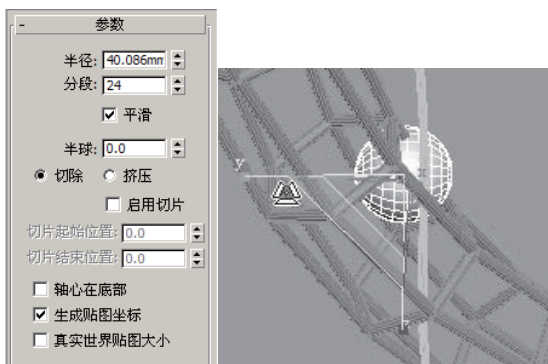 - 参数
半径: 40.086mm
分段: 24
平滑
半球: 0.0
切除 挤压
启用切片
切片起始位置: 0.0
切片结束位置: 0.0
轴心在底部
生成贴图坐标
真实世界贴图大小
y
x